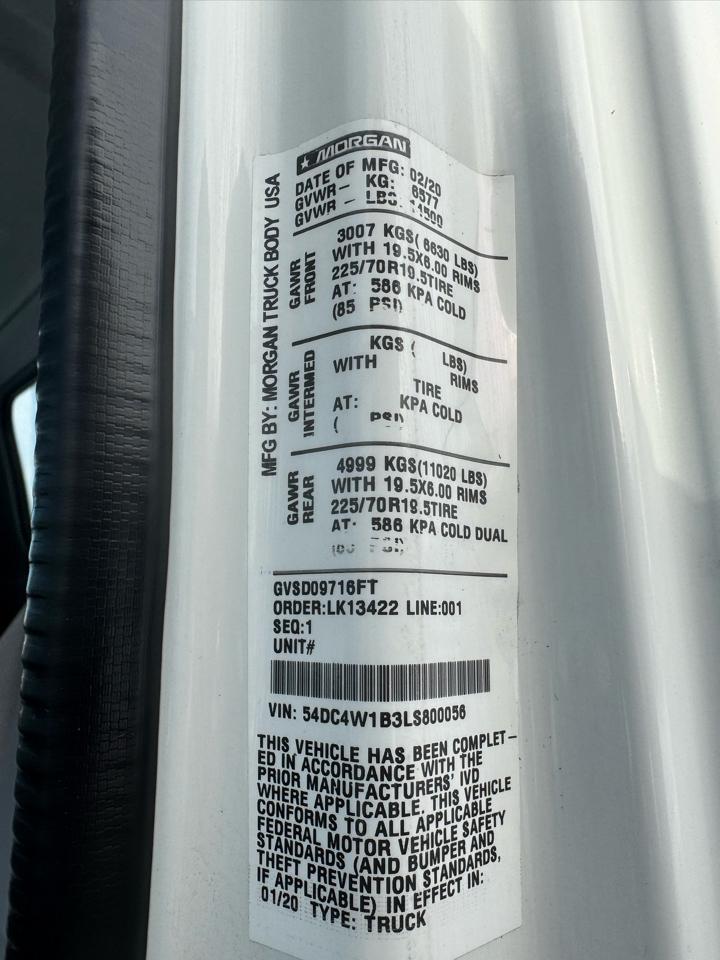 MORGAN
MFG BY: MORGAN TRUCK BODY USA
DATE OF MFG: 02/20
GVWR- KG: 6577
GVWR - LBS: 14500
GAWR FRONT
3007 KGS( 6630 LBS)
WITH 19.5X6.00 RIMS
225/70R19.5TIRE
AT: 586 KPA COLD
(85 PSI)
GAWR INTERMED
KGS ( LBS)
WITH RIMS
TIRE
AT: KPA COLD
( PSI)
GAWR REAR
4999 KGS(11020 LBS)
WITH 19.5X6.00 RIMS
225/70R19.5TIRE
AT: 586 KPA COLD DUAL
PSI)
GVSD09716FT
ORDER:LK13422 LINE:001
SEQ:1
UNIT#
VIN: 54DC4W1B3LS800056
THIS VEHICLE HAS BEEN COMPLET-
ED IN ACCORDANCE WITH THE
PRIOR MANUFACTURERS' IVD
WHERE APPLICABLE. THIS VEHICLE
CONFORMS TO ALL APPLICABLE
FEDERAL MOTOR VEHICLE SAFETY
STANDARDS (AND BUMPER AND
THEFT PREVENTION STANDARDS,
IF APPLICABLE) IN EFFECT IN:
01/20 TYPE: TRUCK